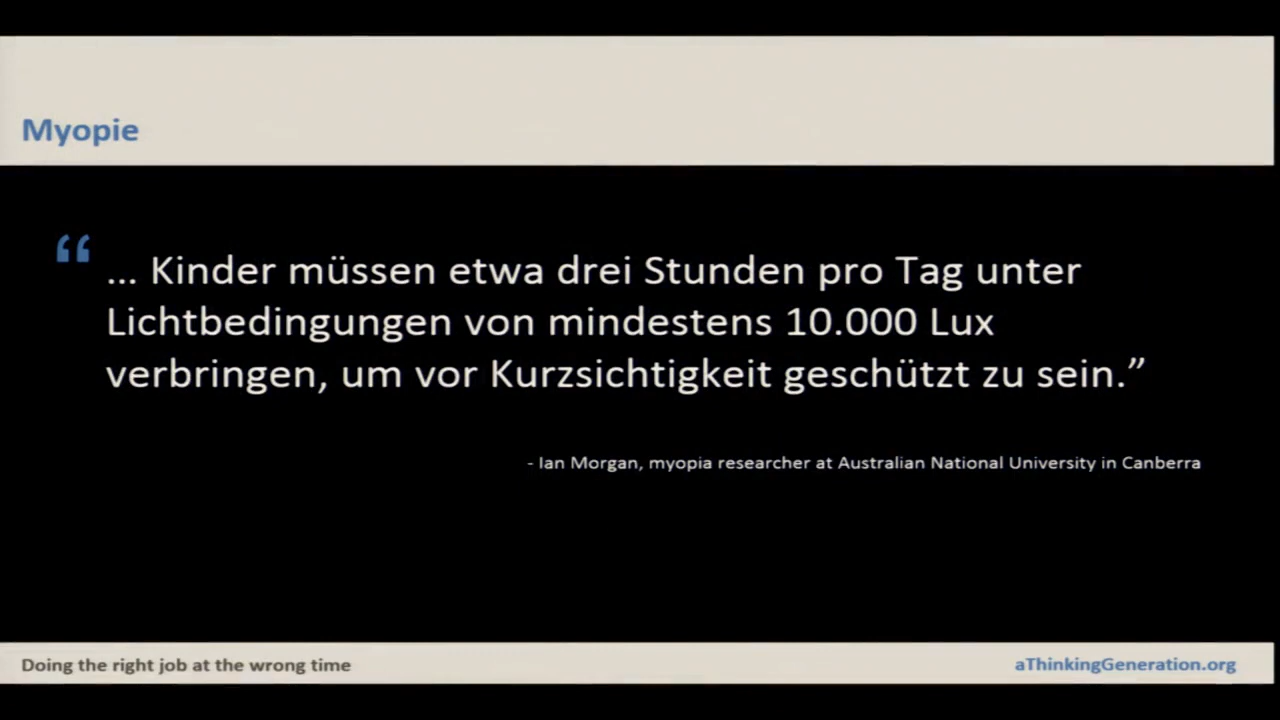 Myopie
“ ... Kinder müssen etwa drei Stunden pro Tag unter
Lichtbedingungen von mindestens 10.000 Lux
verbringen, um vor Kurzsichtigkeit geschützt zu sein.”
- Ian Morgan, myopia researcher at Australian National University in Canberra
Doing the right job at the wrong time
aThinkingGeneration.org